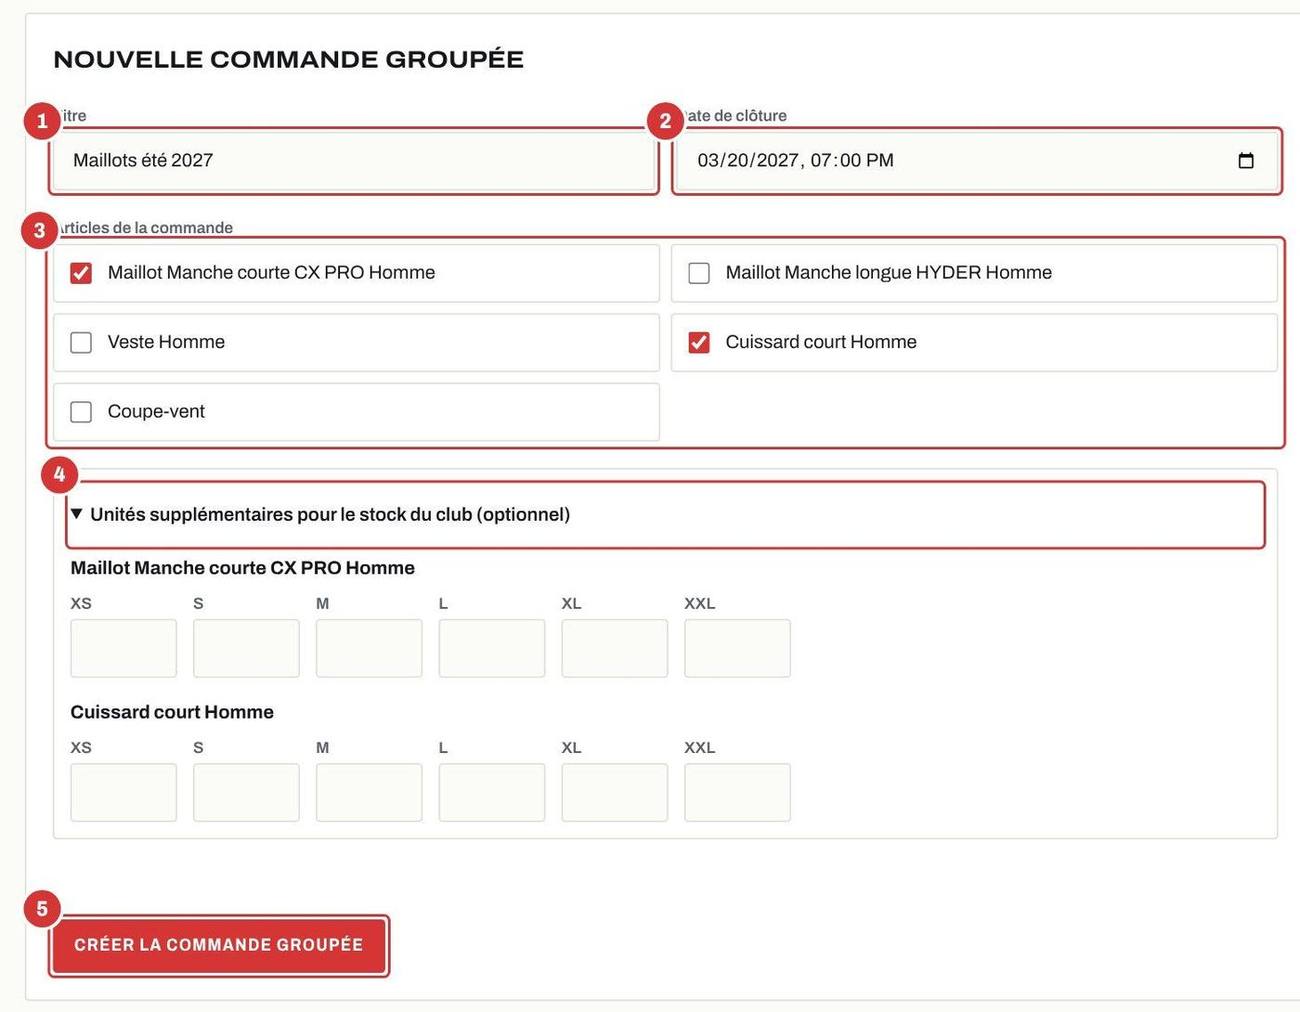 NOUVELLE COMMANDE GROUPÉE
1 itre
2 ate de clôture
Maillots été 2027
03/20/2027, 07:00 PM
3 rticles de la commande
Maillot Manche courte CX PRO Homme
Maillot Manche longue HYDER Homme
Veste Homme
Cuissard court Homme
Coupe-vent
4
Unités supplémentaires pour le stock du club (optionnel)
Maillot Manche courte CX PRO Homme
XS S M L XL XXL
Cuissard court Homme
XS S M L XL XXL
5
CRÉER LA COMMANDE GROUPÉE